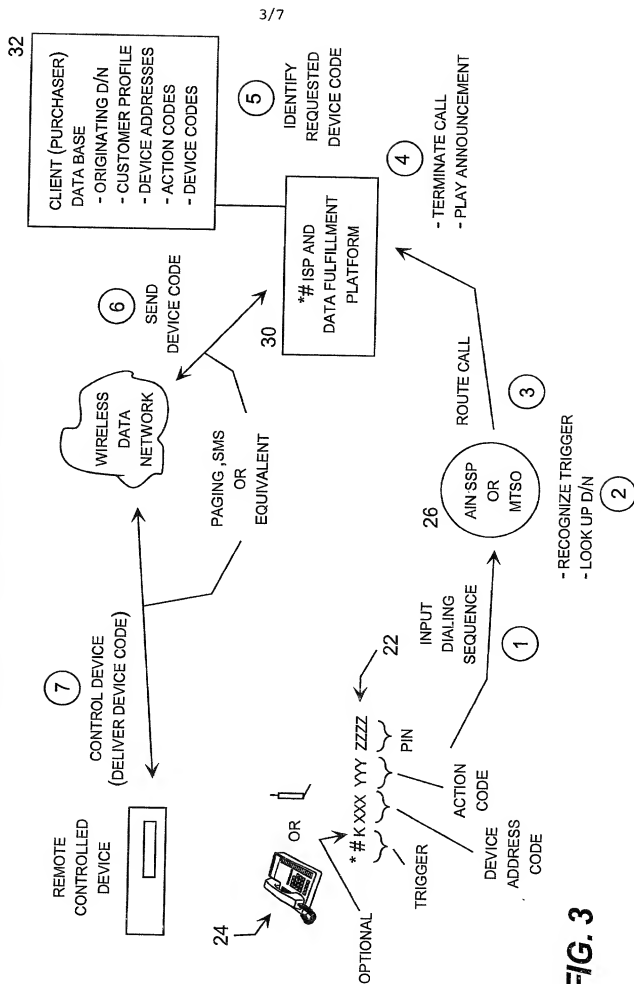 3/7
32
CLIENT (PURCHASER)
DATA BASE
- ORIGINATING D/N
- CUSTOMER PROFILE
- DEVICE ADDRESSES
- ACTION CODES
- DEVICE CODES
5
IDENTIFY
REQUESTED
DEVICE CODE
6
SEND
DEVICE CODE
30
*# ISP AND
DATA FULFILLMENT
PLATFORM
4
- TERMINATE CALL
- PLAY ANNOUNCEMENT
WIRELESS
DATA
NETWORK
PAGING ,SMS
OR
EQUIVALENT
ROUTE CALL
3
26
AIN·SSP
OR
MTSO
- RECOGNIZE TRIGGER
- LOOK UP D/N
2
7
CONTROL DEVICE
(DELIVER DEVICE CODE)
REMOTE
CONTROLLED
DEVICE
22
INPUT
DIALING
SEQUENCE
1
24
OR
OPTIONAL
* # K XXX YYY ZZZZ
TRIGGER
DEVICE
ADDRESS
CODE
ACTION
CODE
PIN
FIG. 3